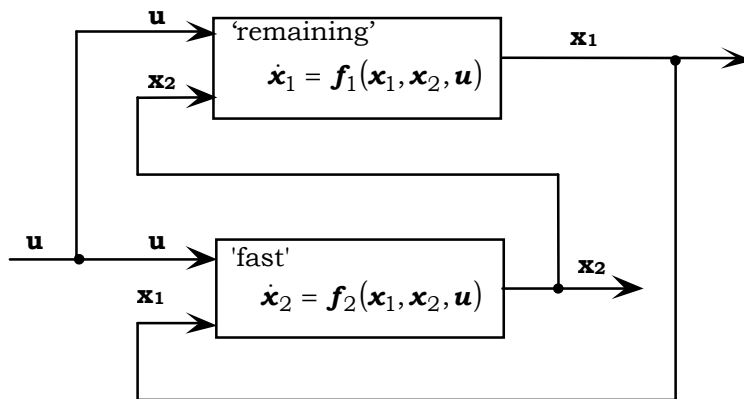 u
'remaining'
x₁
ẋ₁ = f₁(x₁, x₂, u)
x₂
u
u
'fast'
x₂
ẋ₂ = f₂(x₁, x₂, u)
x₁